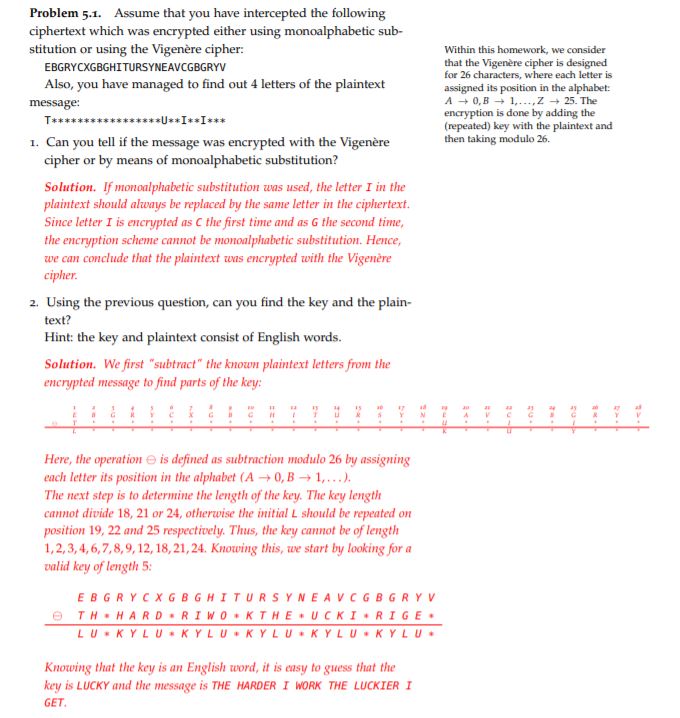 Problem 5.1. Assume that you have intercepted the following
ciphertext which was encrypted either using monoalphabetic sub-
stitution or using the Vigenère cipher:
EBGRYCXGBGHITURSYNEAVCGBGRYV
Also, you have managed to find out 4 letters of the plaintext
message:
T*****************U**I**I***
1. Can you tell if the message was encrypted with the Vigenère
cipher or by means of monoalphabetic substitution?
Solution. If monoalphabetic substitution was used, the letter I in the
plaintext should always be replaced by the same letter in the ciphertext.
Since letter I is encrypted as C the first time and as G the second time,
the encryption scheme cannot be monoalphabetic substitution. Hence,
we can conclude that the plaintext was encrypted with the Vigenère
cipher.
2. Using the previous question, can you find the key and the plain-
text?
Hint: the key and plaintext consist of English words.
Solution. We first "subtract" the known plaintext letters from the
encrypted message to find parts of the key:
1 2 3 4 5 6 7 8 9 10 11 12 13 14 15 16 17 18 19 20 21 22 23 24 25 26 27 28
E B G R Y C X G B G H I T U R S Y N E A V C G B G R Y V
⊖ T * * * * * * * * * * * * * * * * * U * * I * * I * * *
L * * * * * * * * * * * * * * * * * K * * U * * Y * * *
Here, the operation ⊖ is defined as subtraction modulo 26 by assigning
each letter its position in the alphabet (A → 0, B → 1, . . .).
The next step is to determine the length of the key. The key length
cannot divide 18, 21 or 24, otherwise the initial L should be repeated on
position 19, 22 and 25 respectively. Thus, the key cannot be of length
1, 2, 3, 4, 6, 7, 8, 9, 12, 18, 21, 24. Knowing this, we start by looking for a
valid key of length 5:
E B G R Y C X G B G H I T U R S Y N E A V C G B G R Y V
⊖ T H * H A R D * R I W O * K T H E * U C K I * R I G E *
L U * K Y L U * K Y L U * K Y L U * K Y L U * K Y L U *
Knowing that the key is an English word, it is easy to guess that the
key is LUCKY and the message is THE HARDER I WORK THE LUCKIER I
GET.
Within this homework, we consider
that the Vigenère cipher is designed
for 26 characters, where each letter is
assigned its position in the alphabet:
A → 0, B → 1, . . . , Z → 25. The
encryption is done by adding the
(repeated) key with the plaintext and
then taking modulo 26.